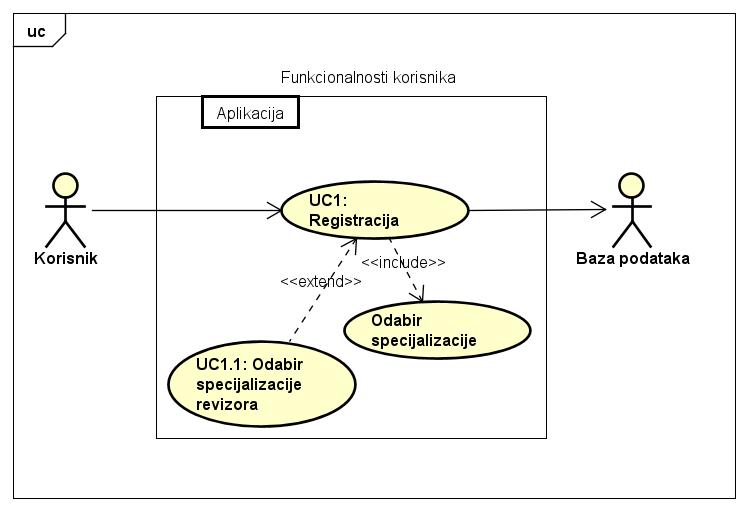 uc
Funkcionalnosti korisnika
Aplikacija
UC1:
Registracija
Korisnik
Baza podataka
<<include>>
<<extend>>
Odabir
specijalizacije
UC1.1: Odabir
specijalizacije
revizora